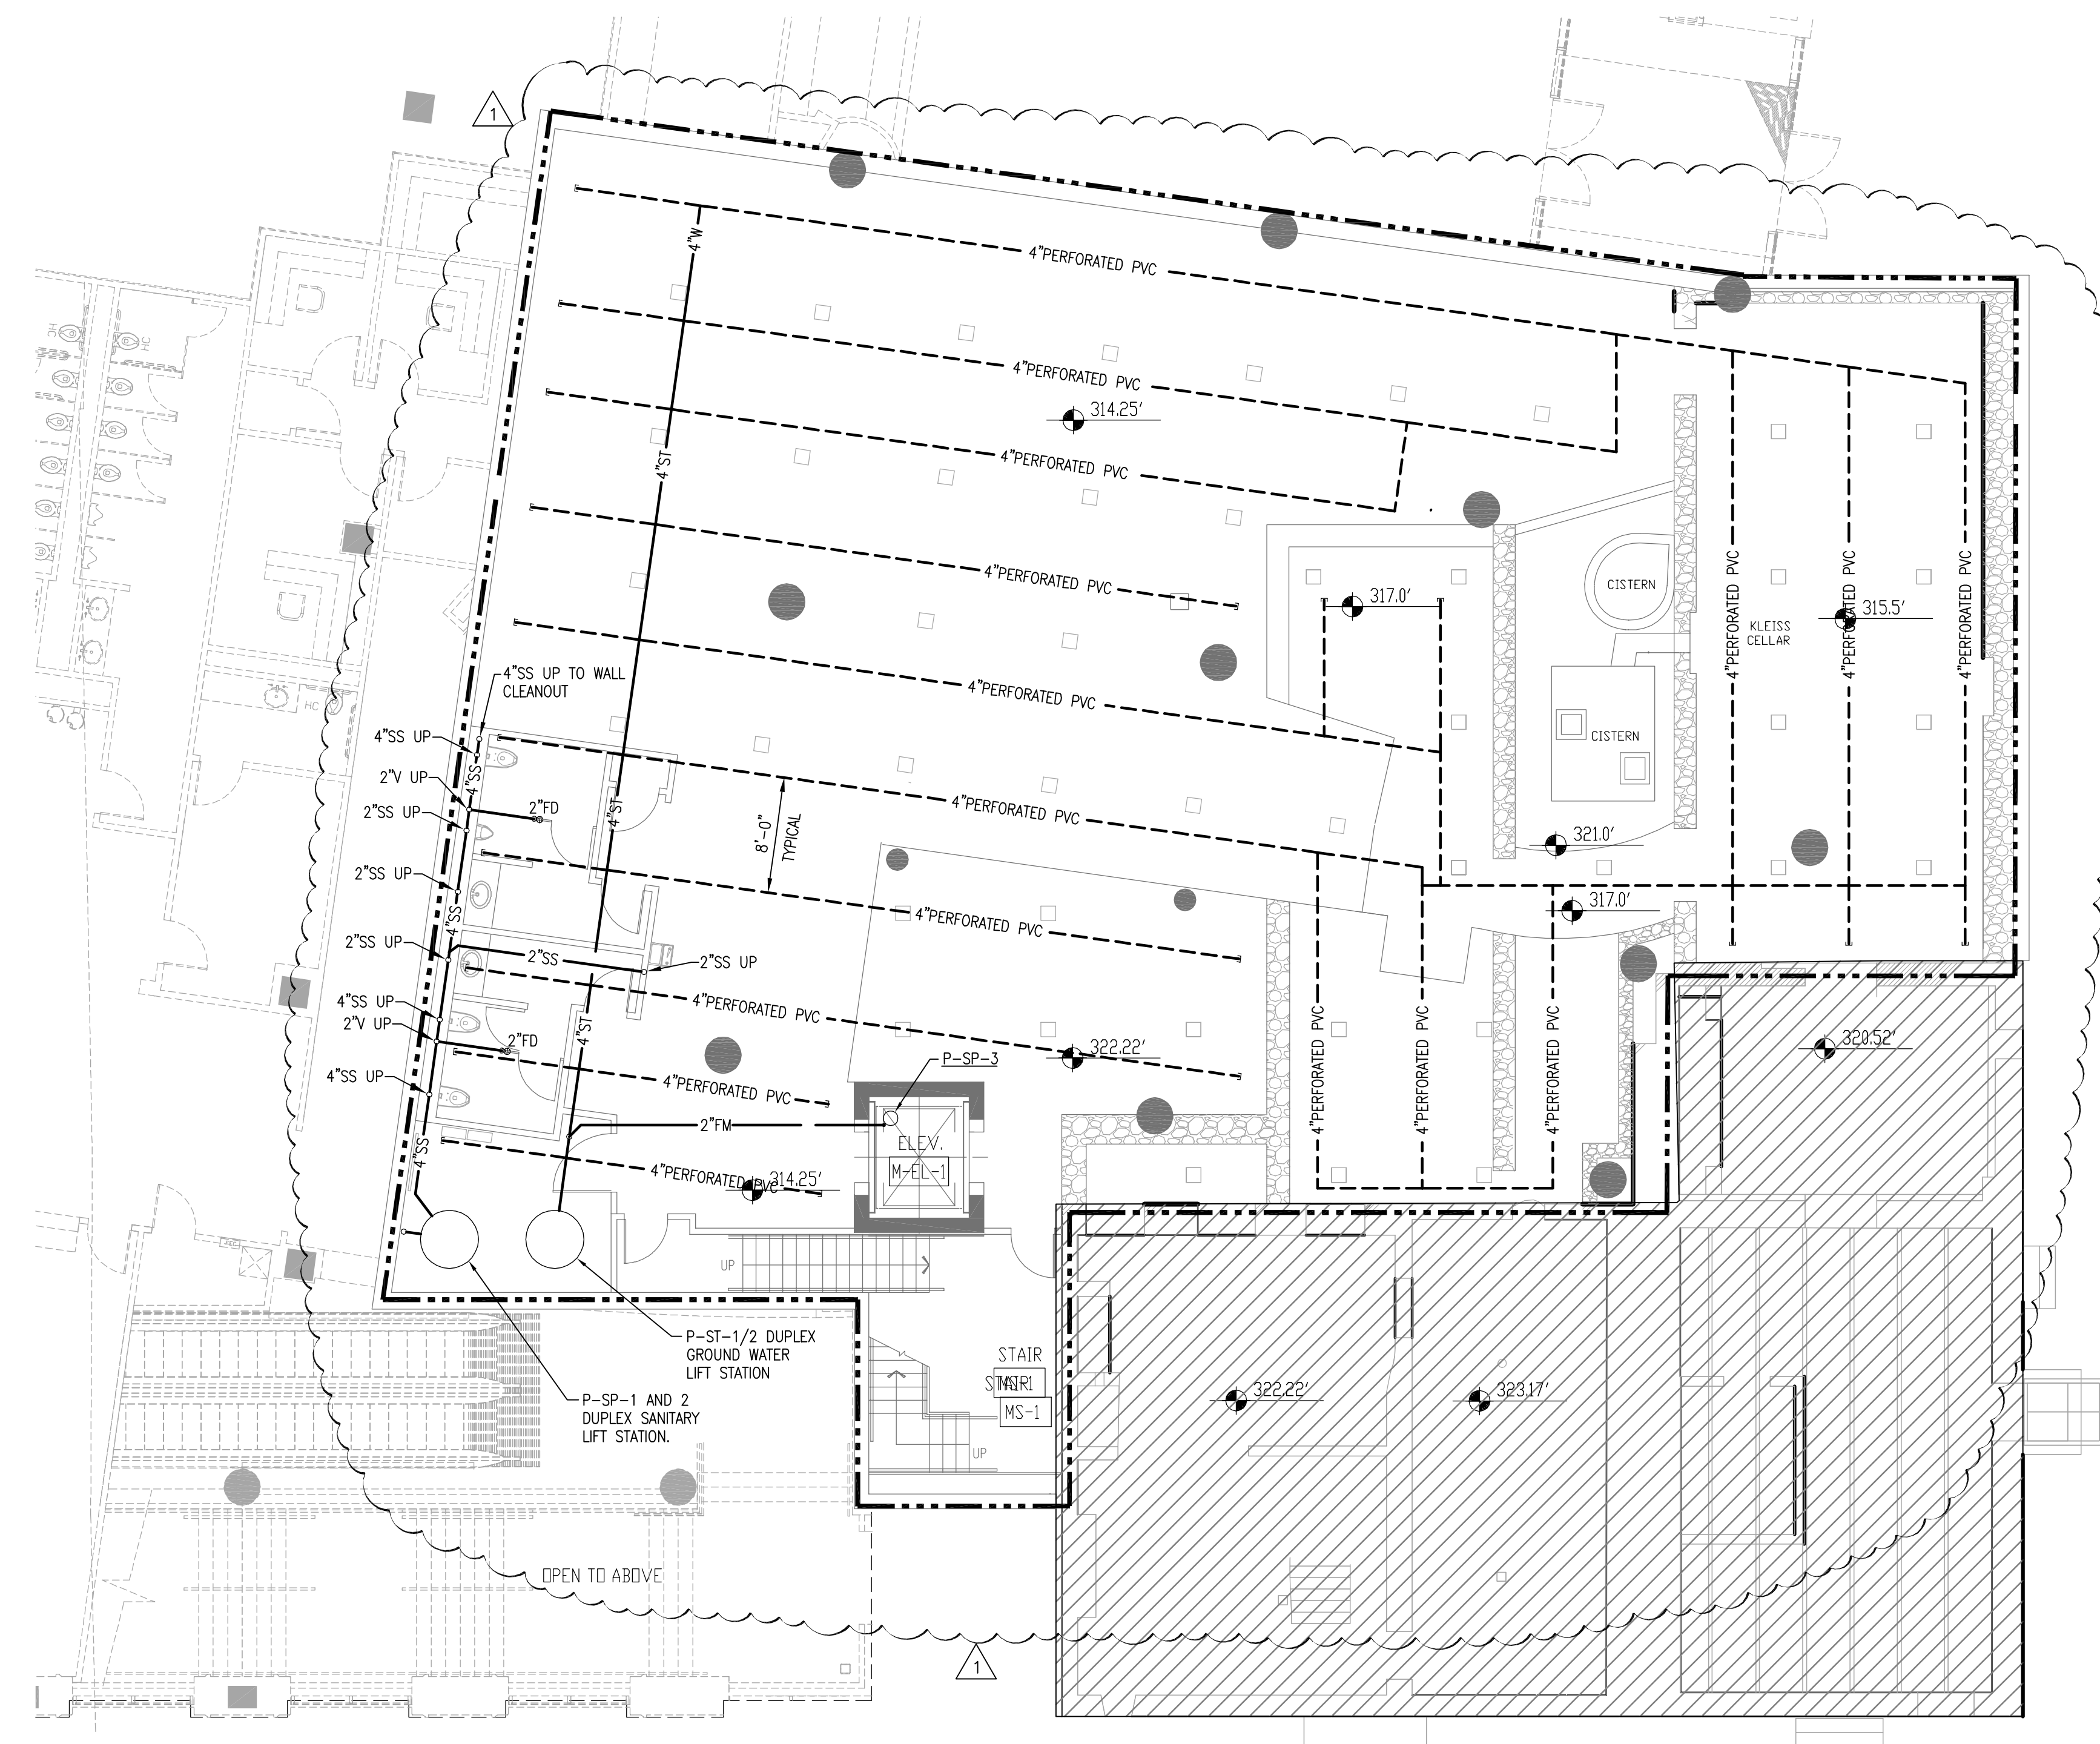 1
4"W
4"PERFORATED PVC
4"PERFORATED PVC
314.25'
4"ST
4"PERFORATED PVC
4"PERFORATED PVC
317.0'
CISTERN
4"PERFORATED PVC
4"PERFORATED PVC
4"PERFORATED PVC
315.5'
KLEISS
CELLAR
HC
HC
HC
4"SS UP TO WALL
CLEANOUT
4"PERFORATED PVC
CISTERN
4"SS UP
4"SS
2"V UP
2"FD
4"ST
2"SS UP
8'-0"
TYPICAL
4"PERFORATED PVC
321.0'
2"SS UP
4"SS
4"PERFORATED PVC
317.0'
2"SS UP
2"SS
2"SS UP
4"SS UP
4"PERFORATED PVC
2"V UP
2"FD
4"ST
322.22'
P-SP-3
4"PERFORATED PVC
4"PERFORATED PVC
4"PERFORATED PVC
320.52'
4"SS UP
4"PERFORATED PVC
2"FM
ELEV.
M-EL-1
4"SS
4"PERFORATED PVC
314.25'
UP
P-ST-1/2 DUPLEX
GROUND WATER
LIFT STATION
STAIR
MS-1
STAIR
MS-1
P-SP-1 AND 2
DUPLEX SANITARY
LIFT STATION.
UP
322.22'
323.17'
OPEN TO ABOVE
1